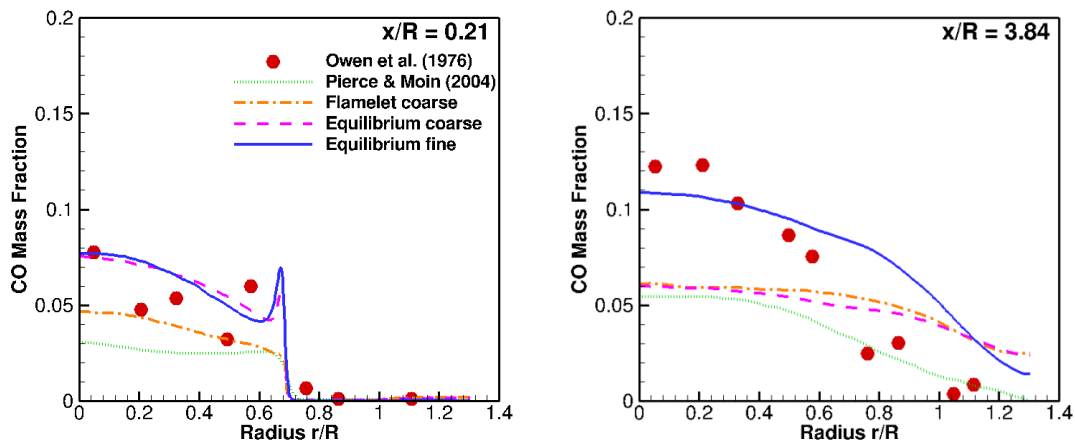 x/R = 0.21
Owen et al. (1976)
Pierce & Moin (2004)
Flamelet coarse
Equilibrium coarse
Equilibrium fine
CO Mass Fraction
0.2
0.15
0.1
0.05
0
0 0.2 0.4 0.6 0.8 1 1.2 1.4
Radius r/R
x/R = 3.84
CO Mass Fraction
0.2
0.15
0.1
0.05
0
0 0.2 0.4 0.6 0.8 1 1.2 1.4
Radius r/R